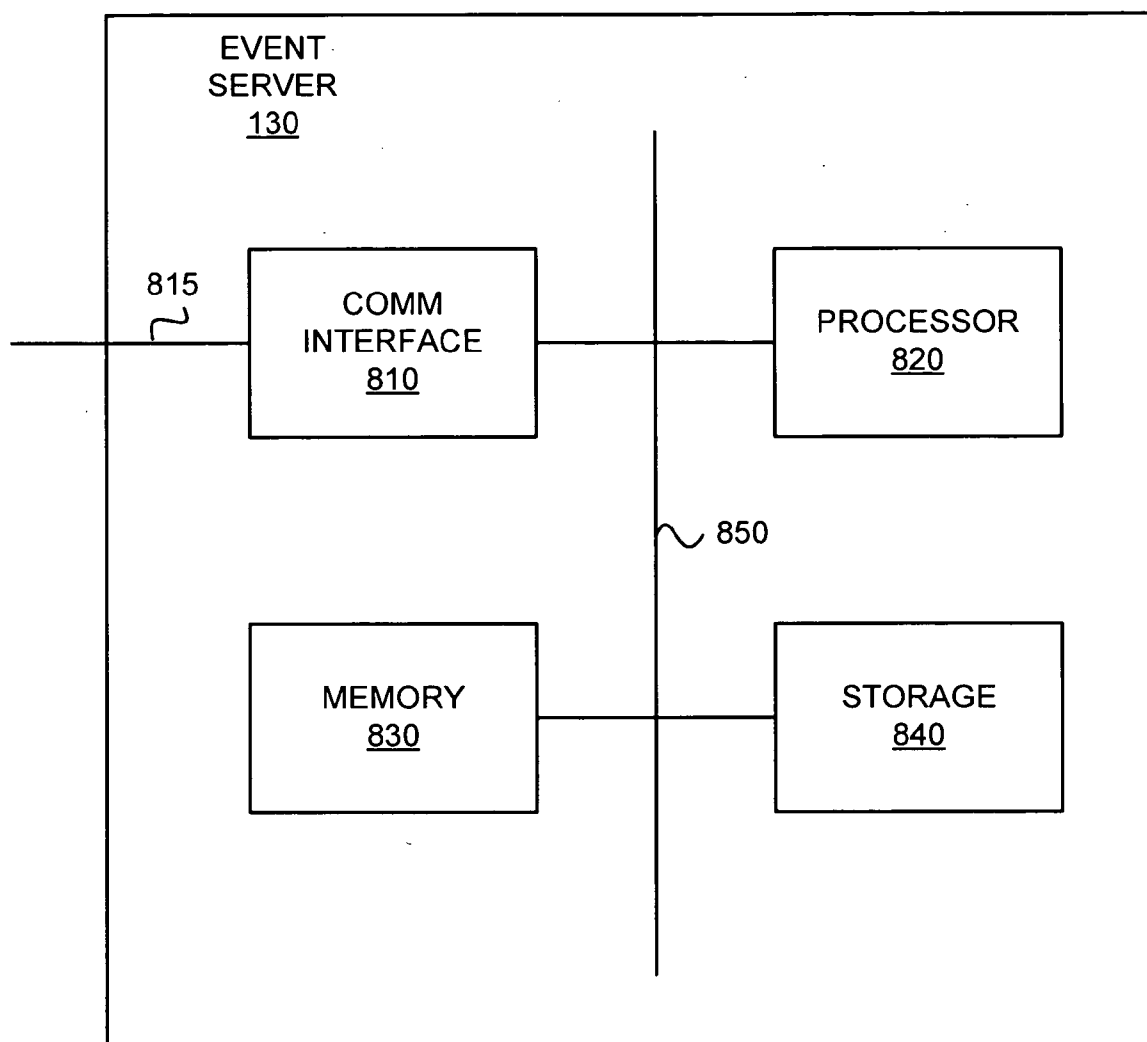 EVENT
SERVER
130
815
COMM
INTERFACE
810
PROCESSOR
820
850
MEMORY
830
STORAGE
840